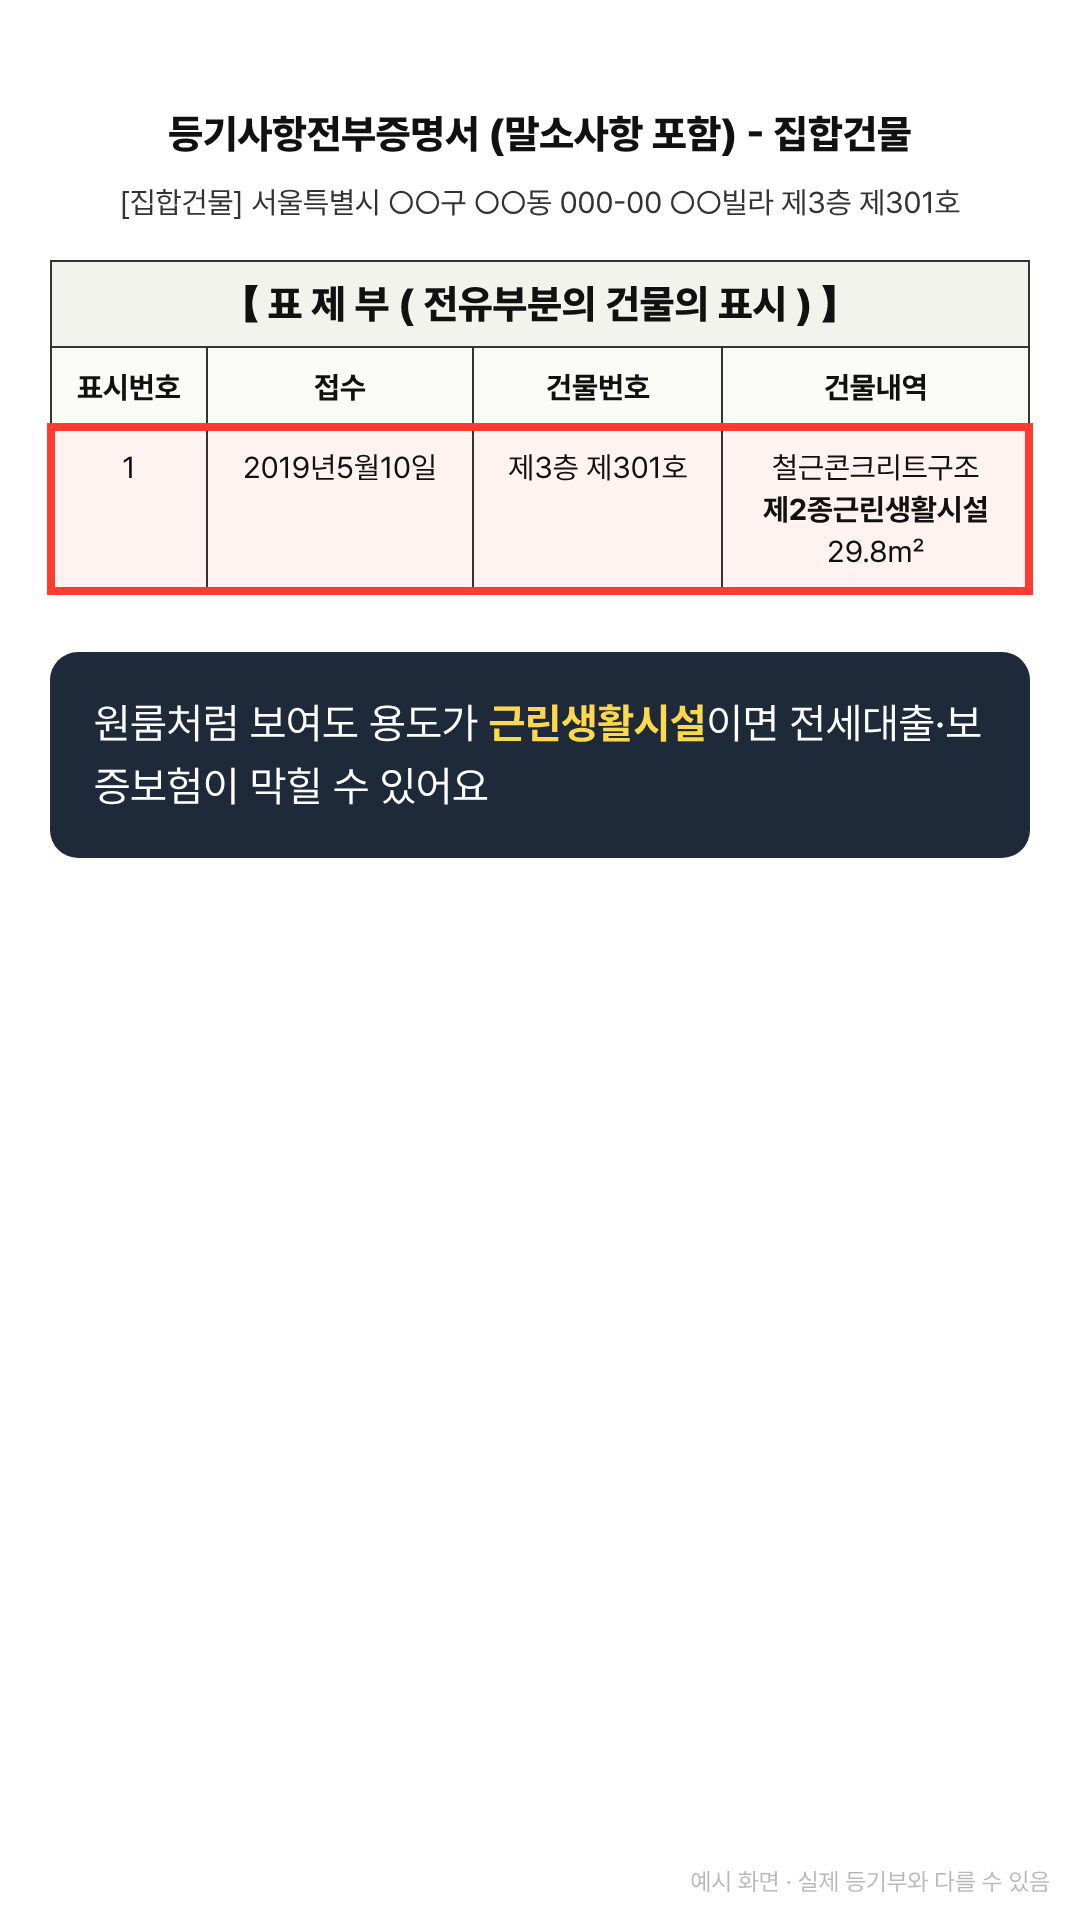 등기사항전부증명서 (말소사항 포함) - 집합건물
[집합건물] 서울특별시 ○○구 ○○동 000-00 ○○빌라 제3층 제301호
【 표 제 부 ( 전유부분의 건물의 표시 ) 】
표시번호 접수 건물번호 건물내역
1 2019년5월10일 제3층 제301호 철근콘크리트구조
제2종근린생활시설
29.8m²
원룸처럼 보여도 용도가 근린생활시설이면 전세대출·보
증보험이 막힐 수 있어요
예시 화면 · 실제 등기부와 다를 수 있음